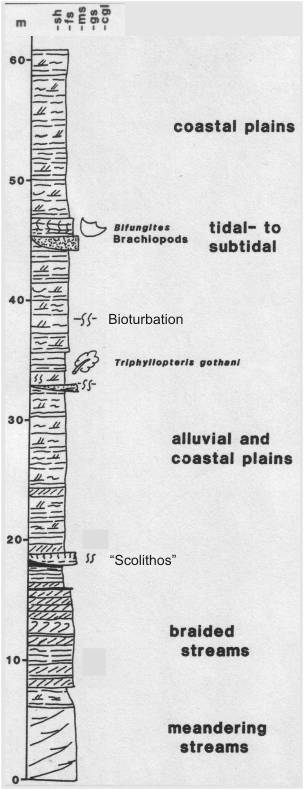 m
-sh
-fs
-ms
-gs
-cgl
60
coastal plains
50
Bifungites
Brachiopods
tidal- to
subtidal
40
Bioturbation
Triphyllopteris gothani
30
alluvial and
coastal plains
20
“Scolithos”
braided
streams
10
meandering
streams
0